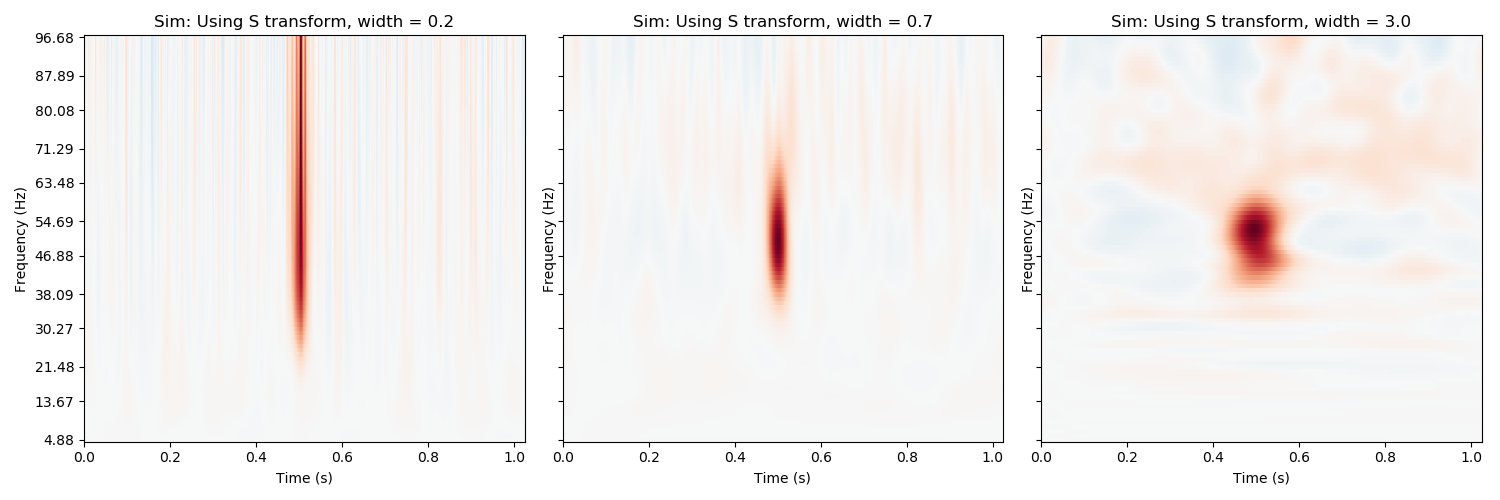 Sim: Using S transform, width = 0.2
Sim: Using S transform, width = 0.7
Sim: Using S transform, width = 3.0
96.68
87.89
80.08
71.29
63.48
54.69
46.88
38.09
30.27
21.48
13.67
4.88
Frequency (Hz)
Frequency (Hz)
Frequency (Hz)
0.0 0.2 0.4 0.6 0.8 1.0
0.0 0.2 0.4 0.6 0.8 1.0
0.0 0.2 0.4 0.6 0.8 1.0
Time (s)
Time (s)
Time (s)